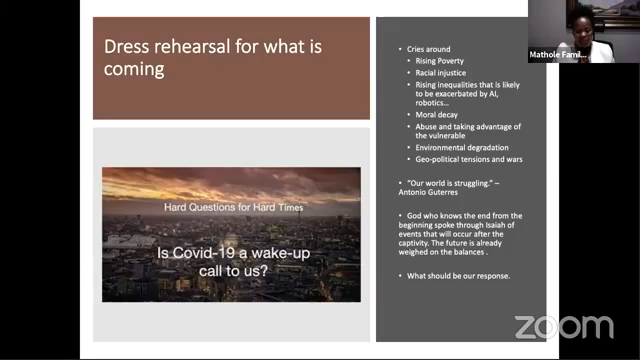 Dress rehearsal for what is
coming
Hard Questions for Hard Times
Is Covid-19 a wake-up
call to us?
• Cries around
• Rising Poverty
• Racial injustice
• Rising inequalities that is likely
to be exacerbated by AI,
robotics…
• Moral decay
• Abuse and taking advantage of
the vulnerable
• Environmental degradation
• Geo-political tensions and wars
• "Our world is struggling." –
Antonio Guterres
• God who knows the end from the
beginning spoke through Isaiah of
events that will occur after the
captivity. The future is already
weighed on the balances .
• What should be our response.
Mathole Famil...
zoom